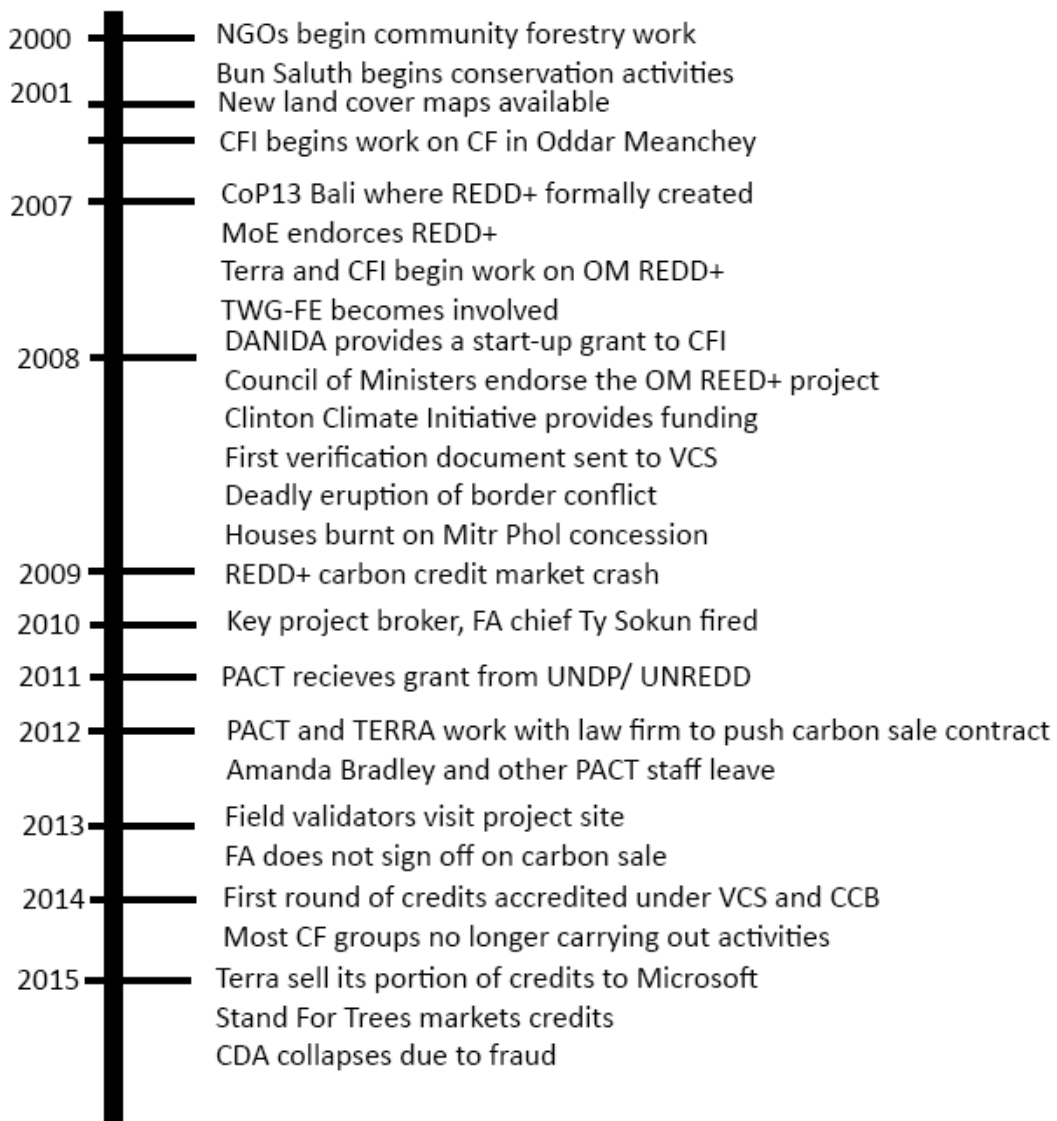 2000 NGOs begin community forestry work
Bun Saluth begins conservation activities
2001 New land cover maps available
CFI begins work on CF in Oddar Meanchey
2007 CoP13 Bali where REDD+ formally created
MoE endorces REDD+
Terra and CFI begin work on OM REDD+
TWG-FE becomes involved
2008 DANIDA provides a start-up grant to CFI
Council of Ministers endorse the OM REED+ project
Clinton Climate Initiative provides funding
First verification document sent to VCS
Deadly eruption of border conflict
Houses burnt on Mitr Phol concession
2009 REDD+ carbon credit market crash
2010 Key project broker, FA chief Ty Sokun fired
2011 PACT recieves grant from UNDP/ UNREDD
2012 PACT and TERRA work with law firm to push carbon sale contract
Amanda Bradley and other PACT staff leave
2013 Field validators visit project site
FA does not sign off on carbon sale
2014 First round of credits accredited under VCS and CCB
Most CF groups no longer carrying out activities
2015 Terra sell its portion of credits to Microsoft
Stand For Trees markets credits
CDA collapses due to fraud